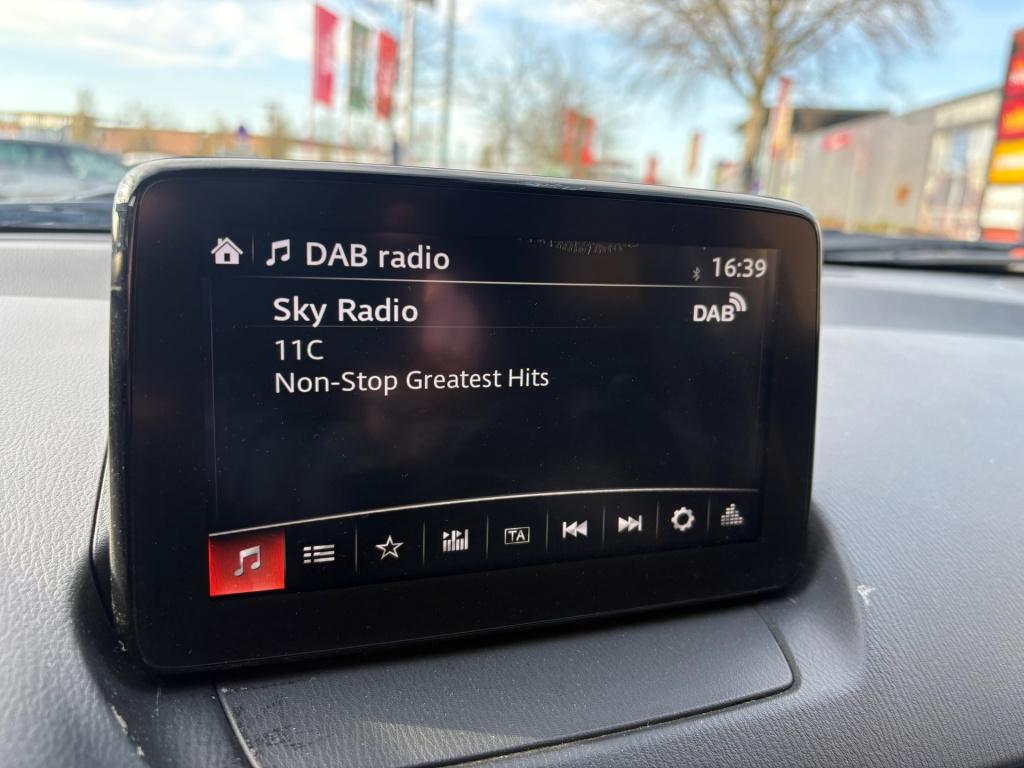 DAB radio
16:39
Sky Radio
DAB
11C
Non-Stop Greatest Hits
TA